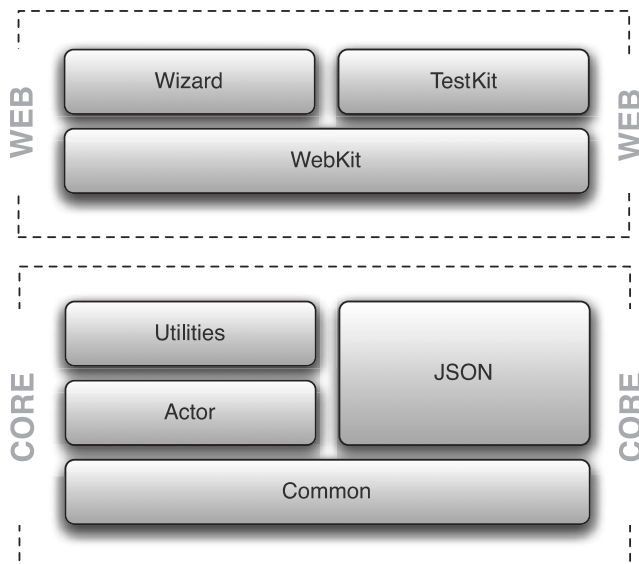 Wizard
TestKit
WEB
WEB
WebKit
Utilities
JSON
Actor
CORE
CORE
Common